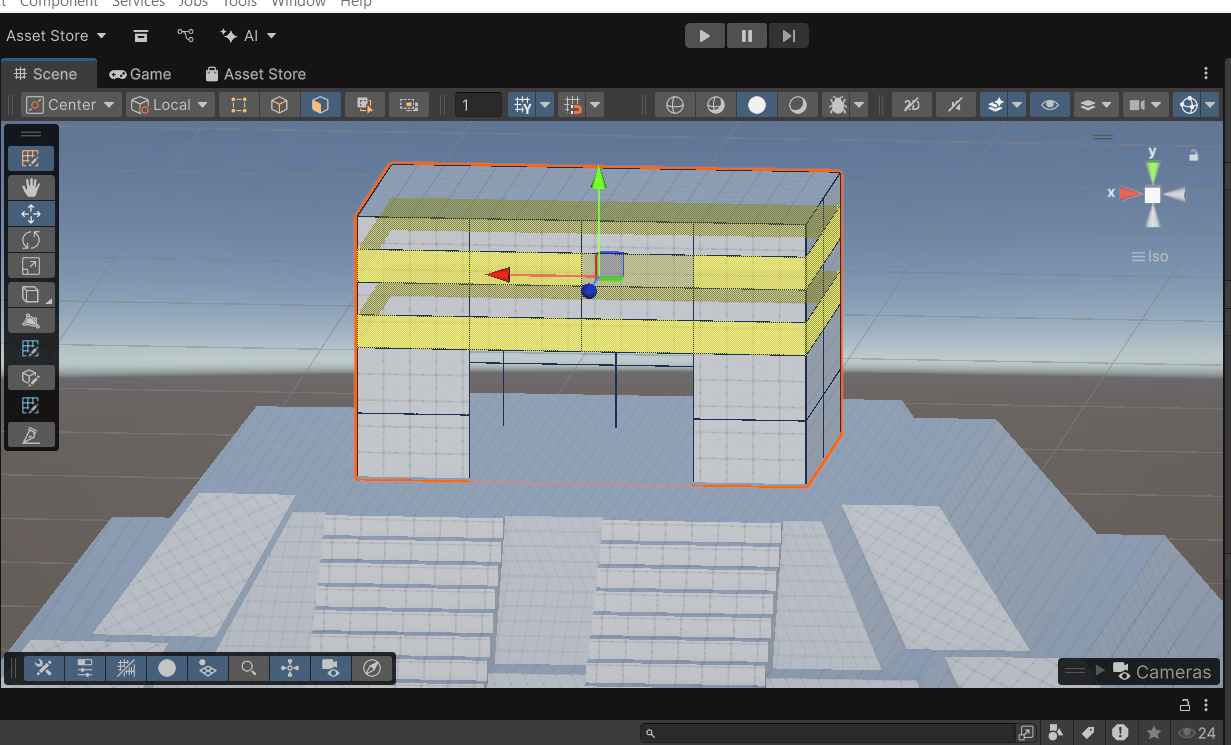 Component Services Jobs Tools Window Help
Asset Store AI
Scene Game Asset Store
Center Local 1
y
x
Iso
Cameras
24